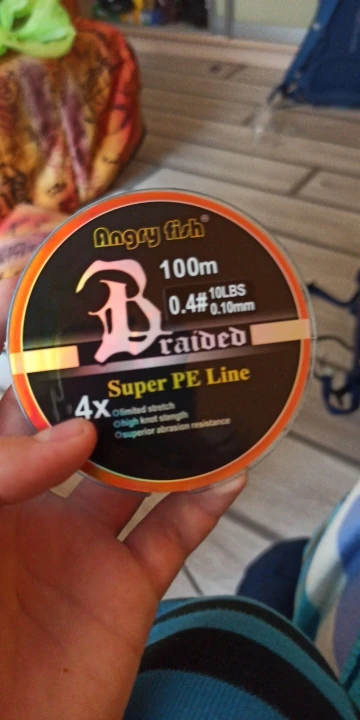 Angry fish®
100m
0.4# 10LBS
0.10mm
Braided
Super PE Line
4x
limited stretch
high knot stength
superior abrasion resistance